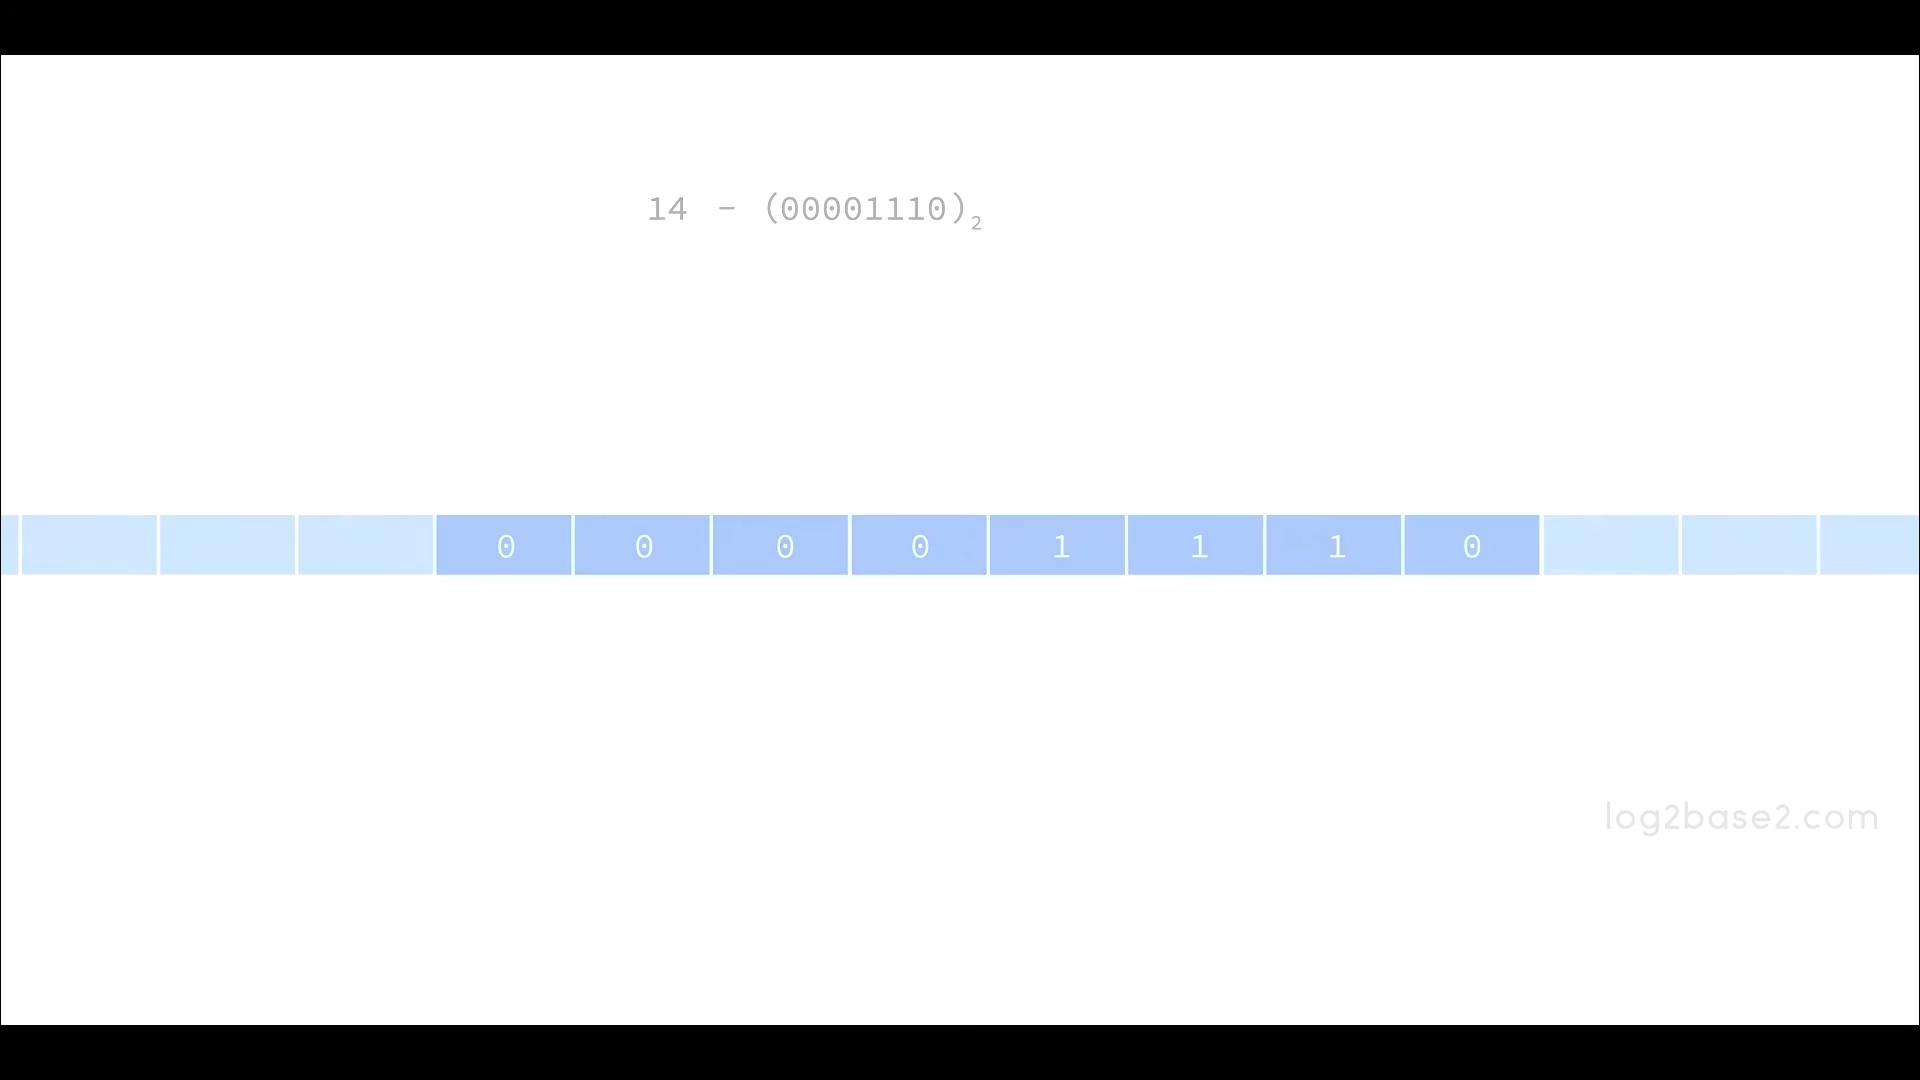 14 - (00001110)₂
0 0 0 0 1 1 1 0
log2base2.com